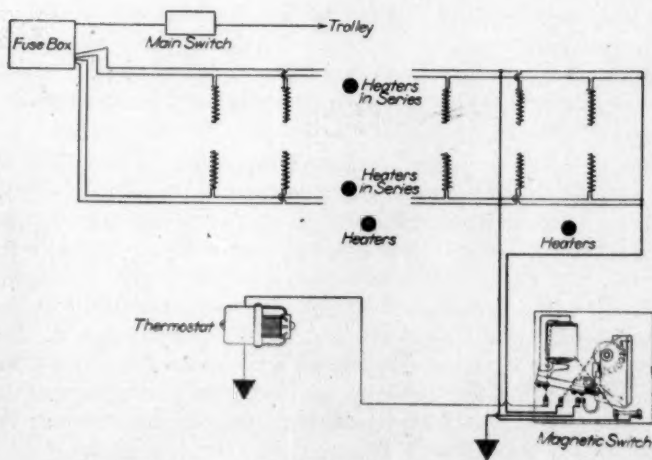 Fuse Box
Main Switch
Trolley
Heaters
in Series
Heaters
in Series
Heaters
Heaters
Thermostat
Magnetic Switch